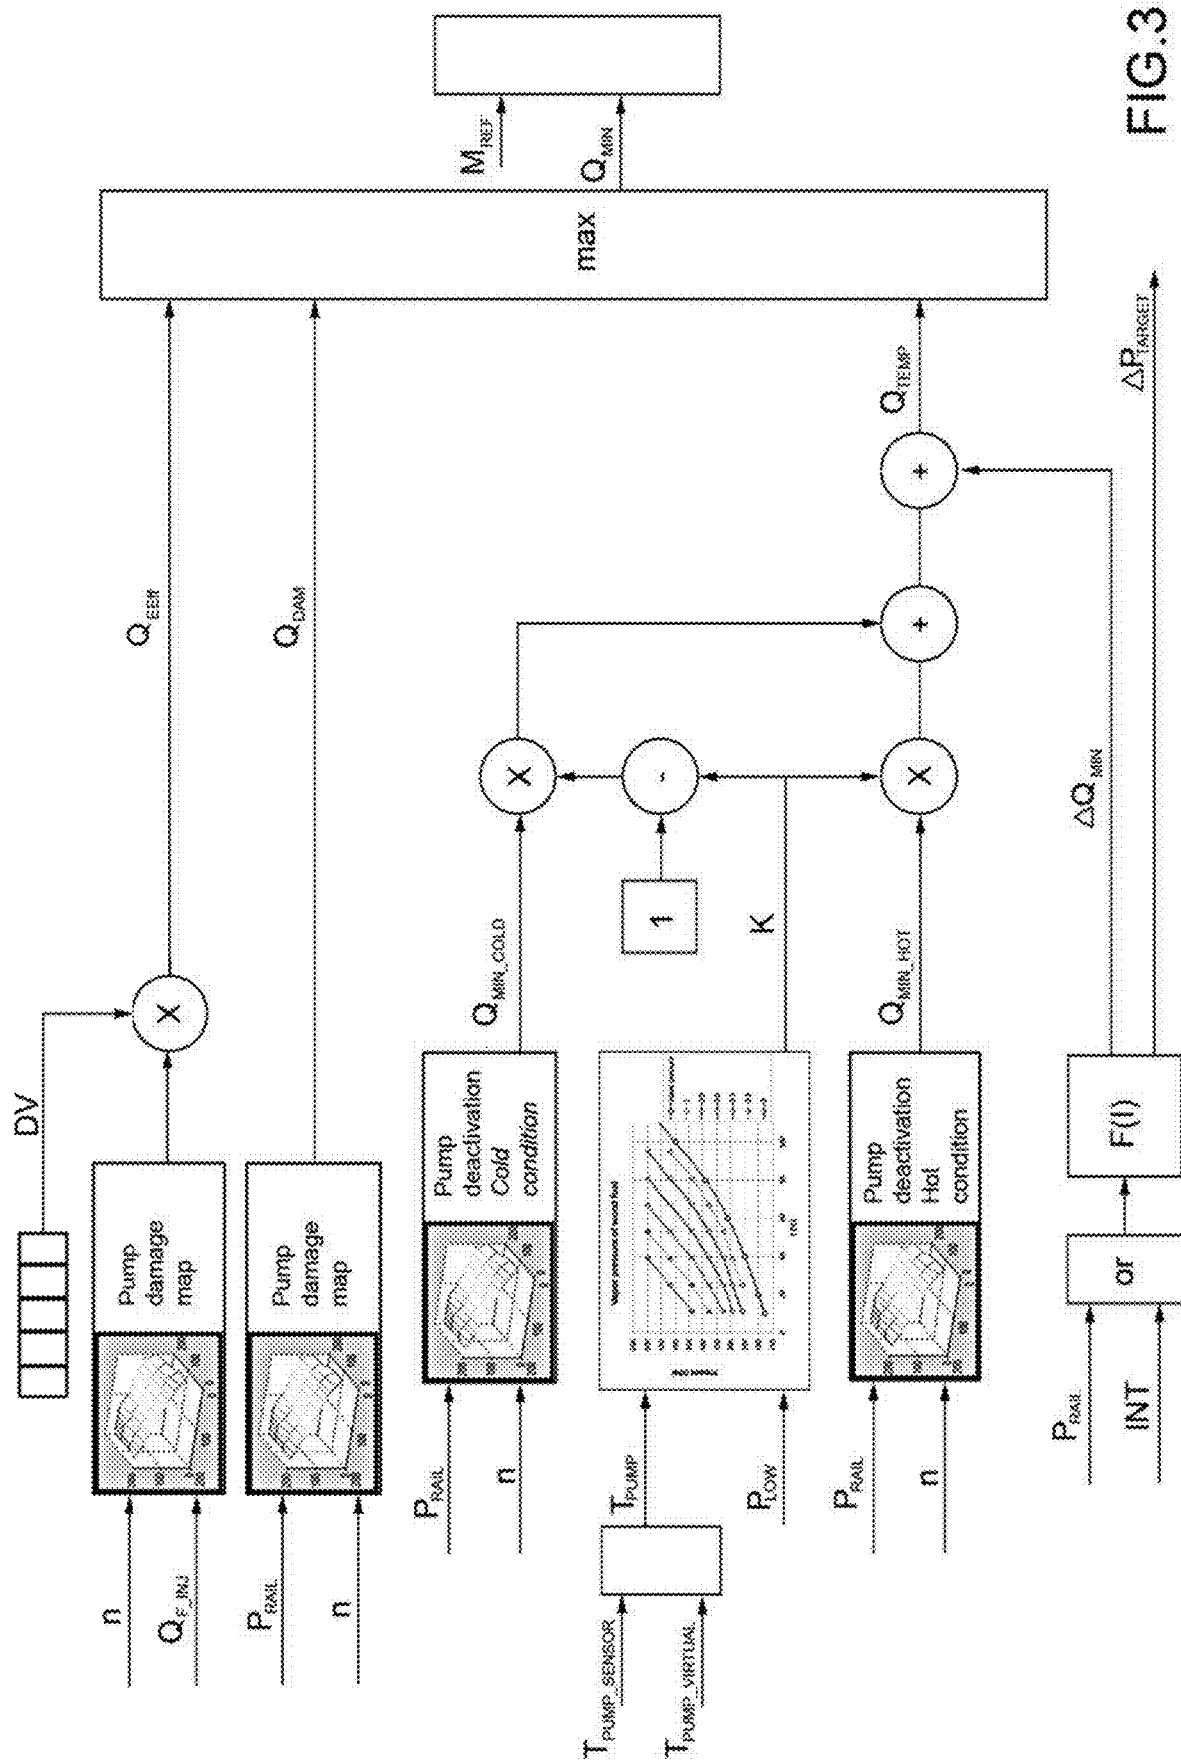 DV
n
Q_F_INJ
Pump
damage
map
X
Q_EEff
P_RAIL
n
Pump
damage
map
Q_DAM
P_RAIL
n
Pump
deactivation
Cold
condition
Q_MIN_COLD
X
T_PUMP_SENSOR
T_PUMP_VIRTUAL
T_PUMP
P_LOW
1
-
K
P_RAIL
n
Pump
deactivation
Hot
condition
Q_MIN_HOT
X
+
+
Q_TEMP
P_RAIL
INT
or
F(I)
ΔQ_MIN
ΔP_TARGET
max
M_REF
Q_MIN
FIG.3